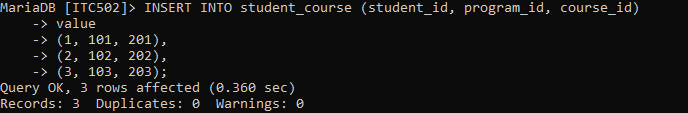 MariaDB [ITC502]> INSERT INTO student_course (student_id, program_id, course_id)
    -> value
    -> (1, 101, 201),
    -> (2, 102, 202),
    -> (3, 103, 203);
Query OK, 3 rows affected (0.360 sec)
Records: 3  Duplicates: 0  Warnings: 0